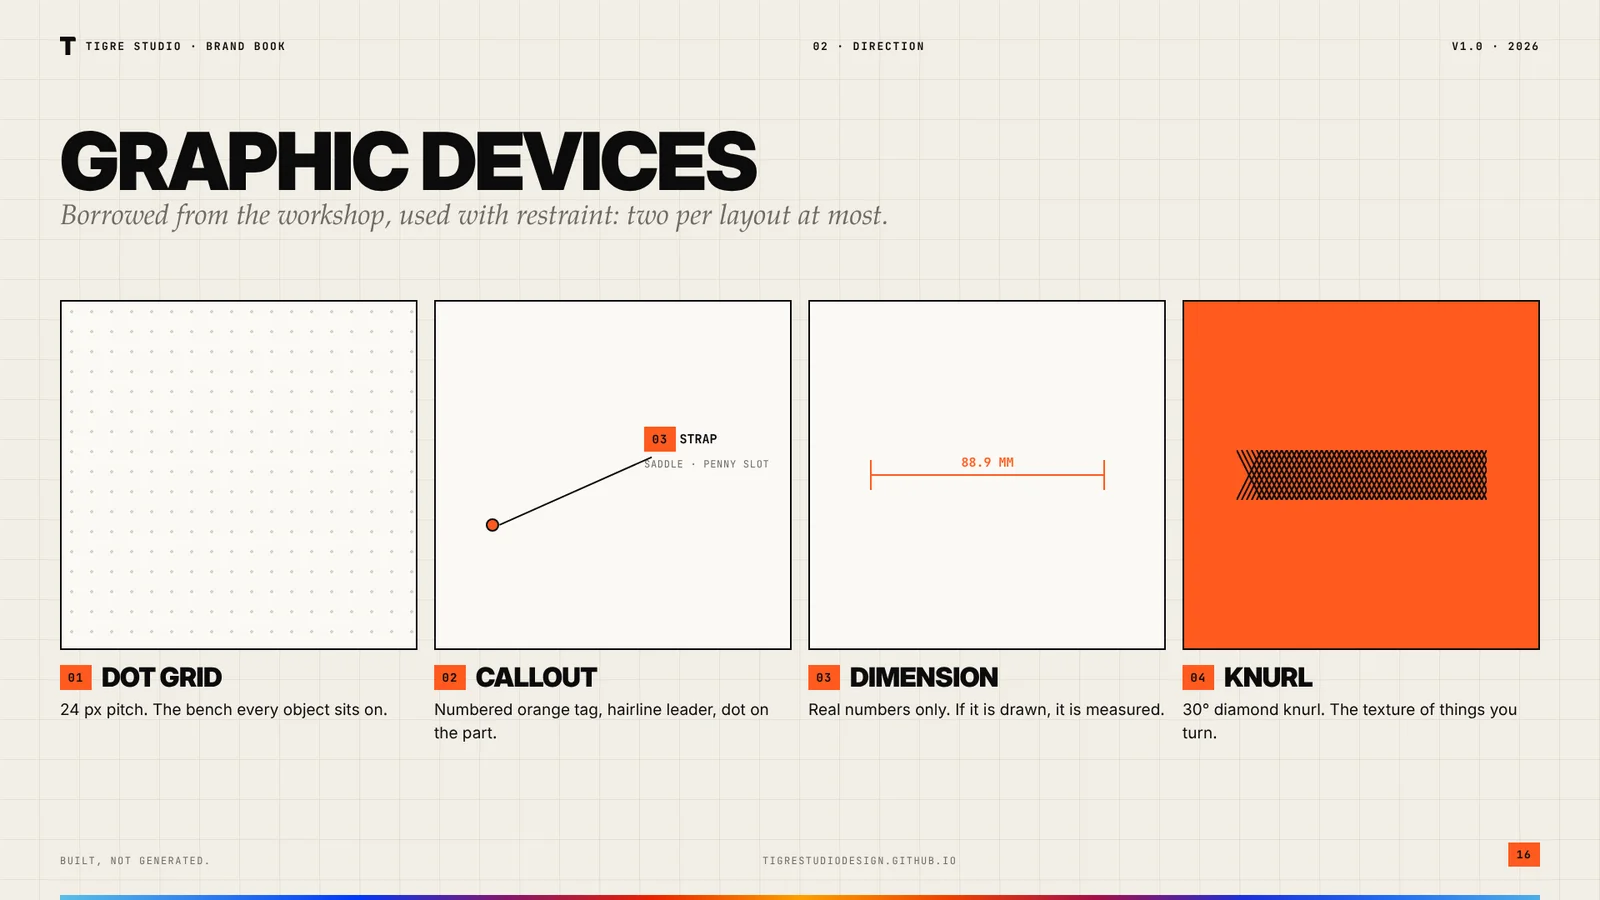 T TIGRE STUDIO · BRAND BOOK
02 · DIRECTION
V1.0 · 2026
GRAPHIC DEVICES
Borrowed from the workshop, used with restraint: two per layout at most.
03 STRAP
SADDLE · PENNY SLOT
88.9 MM
01 DOT GRID
24 px pitch. The bench every object sits on.
02 CALLOUT
Numbered orange tag, hairline leader, dot on
the part.
03 DIMENSION
Real numbers only. If it is drawn, it is measured.
04 KNURL
30° diamond knurl. The texture of things you
turn.
BUILT, NOT GENERATED.
TIGRESTUDIODESIGN.GITHUB.IO
16